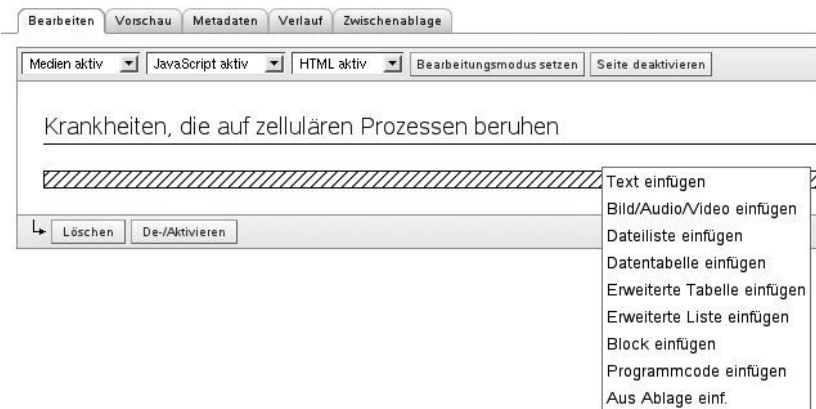 Bearbeiten Vorschau Metadaten Verlauf Zwischenablage
Medien aktiv JavaScript aktiv HTML aktiv Bearbeitungsmodus setzen Seite deaktivieren
Krankheiten, die auf zellulären Prozessen beruhen
Text einfügen
Bild/Audio/Video einfügen
Löschen De-/Aktivieren
Dateiliste einfügen
Datentabelle einfügen
Erweiterte Tabelle einfügen
Erweiterte Liste einfügen
Block einfügen
Programmcode einfügen
Aus Ablage einf.